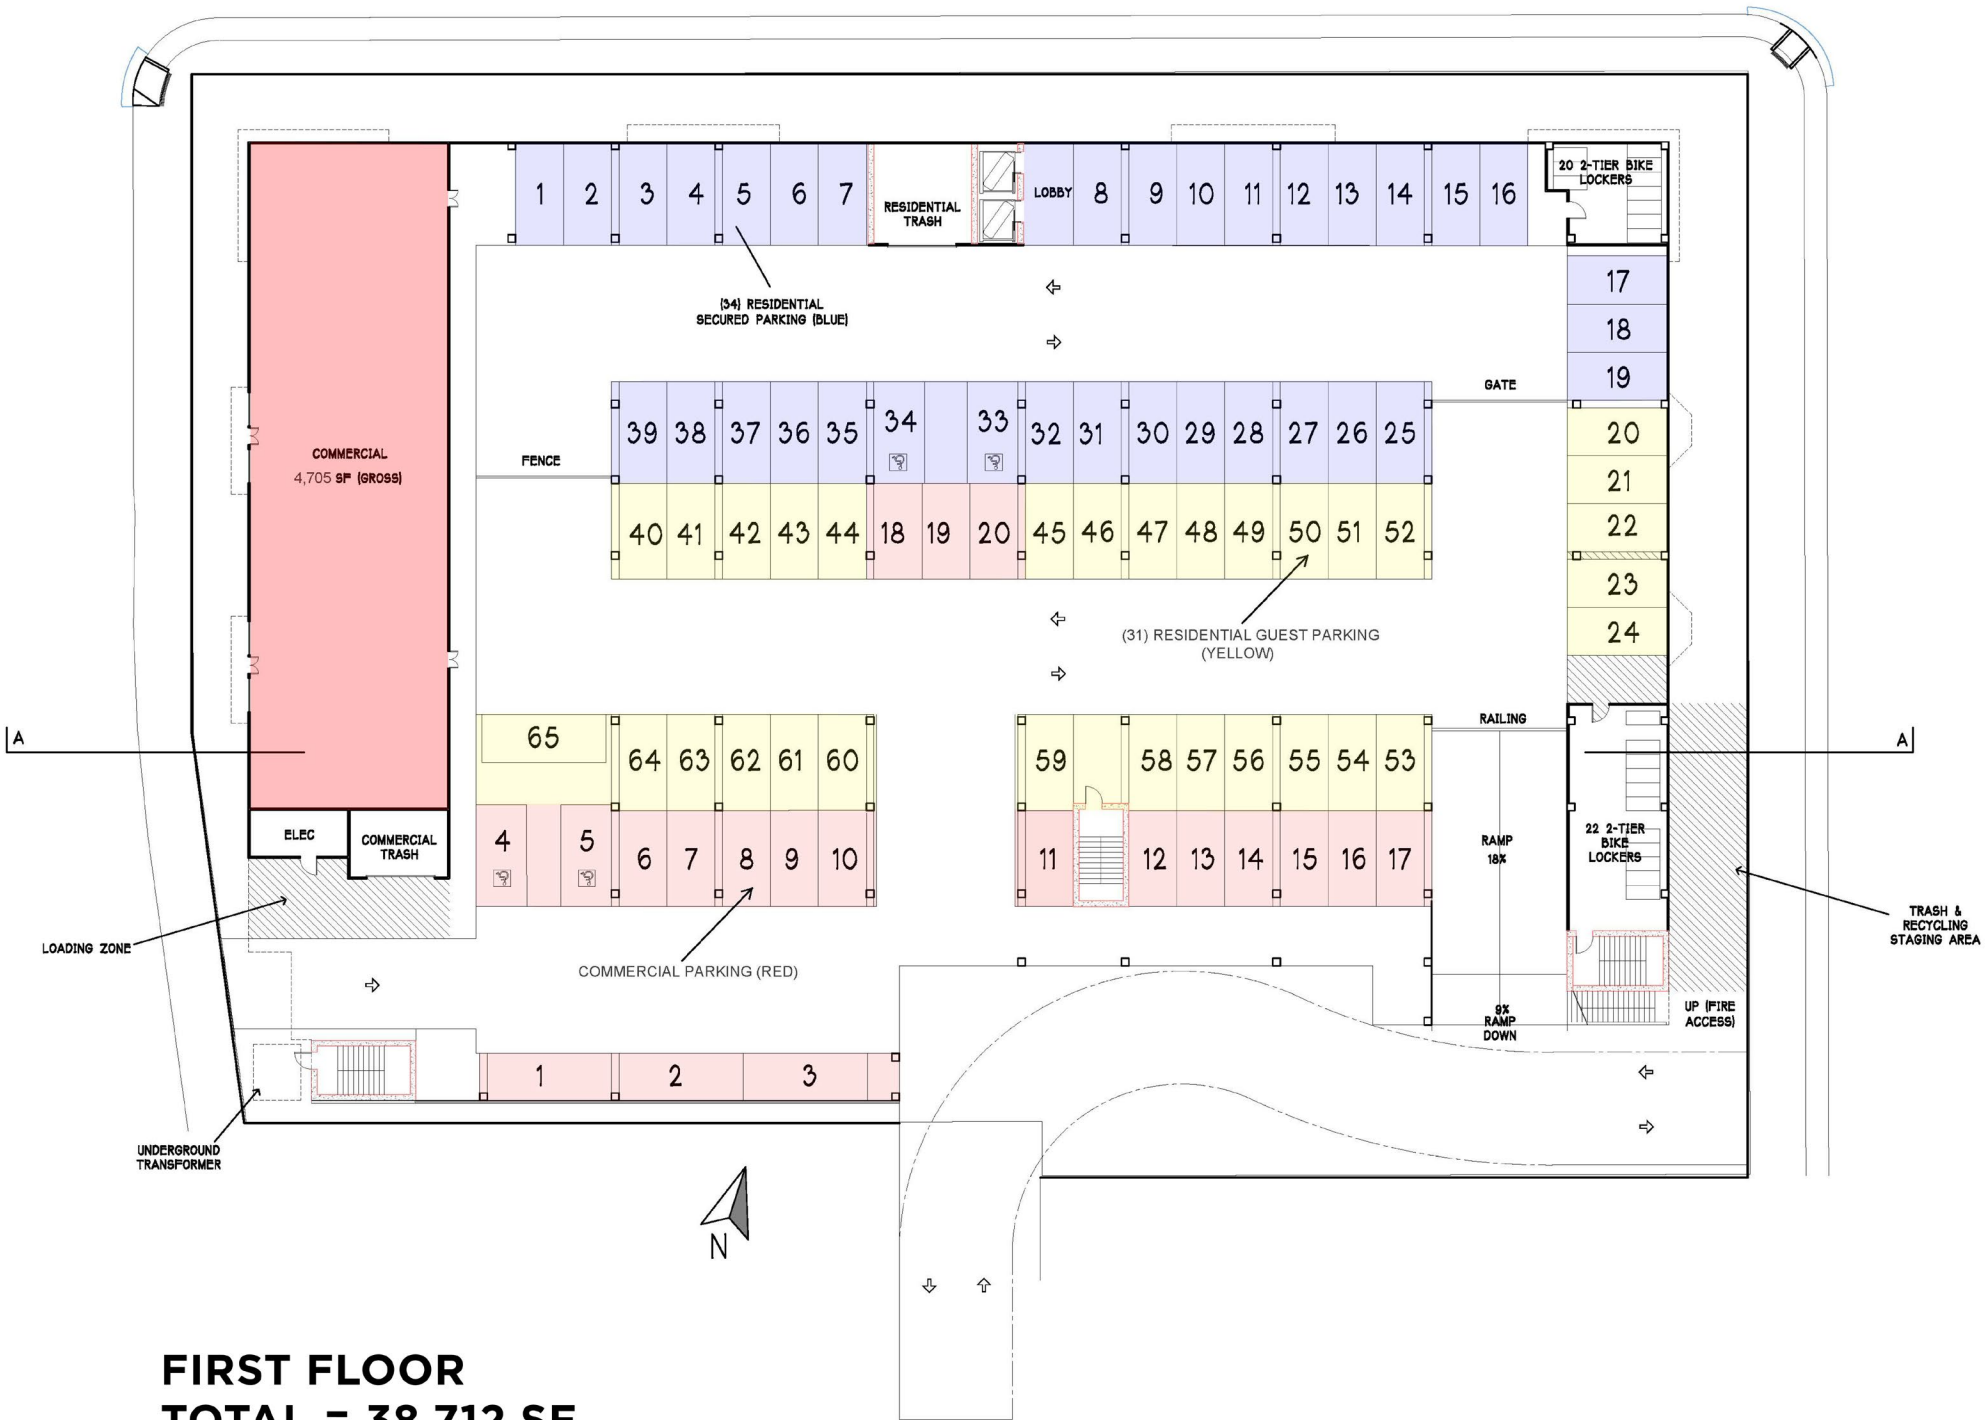 1 2 3 4 5 6 7
RESIDENTIAL
TRASH
LOBBY
8 9 10 11 12 13 14 15 16
20 2-TIER BIKE
LOCKERS
17
18
19
(34) RESIDENTIAL
SECURED PARKING (BLUE)
GATE
COMMERCIAL
4,705 SF (GROSS)
FENCE
39 38 37 36 35 34 33 32 31 30 29 28 27 26 25
40 41 42 43 44 18 19 20 45 46 47 48 49 50 51 52
20
21
22
23
24
(31) RESIDENTIAL GUEST PARKING
(YELLOW)
RAILING
A
A
65 64 63 62 61 60 59 58 57 56 55 54 53
4 5 6 7 8 9 10 11 12 13 14 15 16 17
ELEC
COMMERCIAL
TRASH
RAMP
18%
22 2-TIER
BIKE
LOCKERS
LOADING ZONE
COMMERCIAL PARKING (RED)
TRASH &
RECYCLING
STAGING AREA
9%
RAMP
DOWN
UP (FIRE
ACCESS)
1 2 3
UNDERGROUND
TRANSFORMER
N
FIRST FLOOR
TOTAL = 38,712 SF